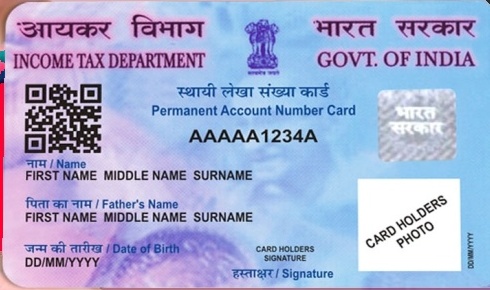 आयकर विभाग
INCOME TAX DEPARTMENT
भारत सरकार
GOVT. OF INDIA
स्थायी लेखा संख्या कार्ड
Permanent Account Number Card
AAAAA1234A
भारत
सरकार
नाम / Name
FIRST NAME MIDDLE NAME SURNAME
पिता का नाम / Father's Name
FIRST NAME MIDDLE NAME SURNAME
जन्म की तारीख / Date of Birth
DD/MM/YYYY
CARD HOLDERS
SIGNATURE
हस्ताक्षर / Signature
CARD HOLDERS
PHOTO
DD/MM/YYYY